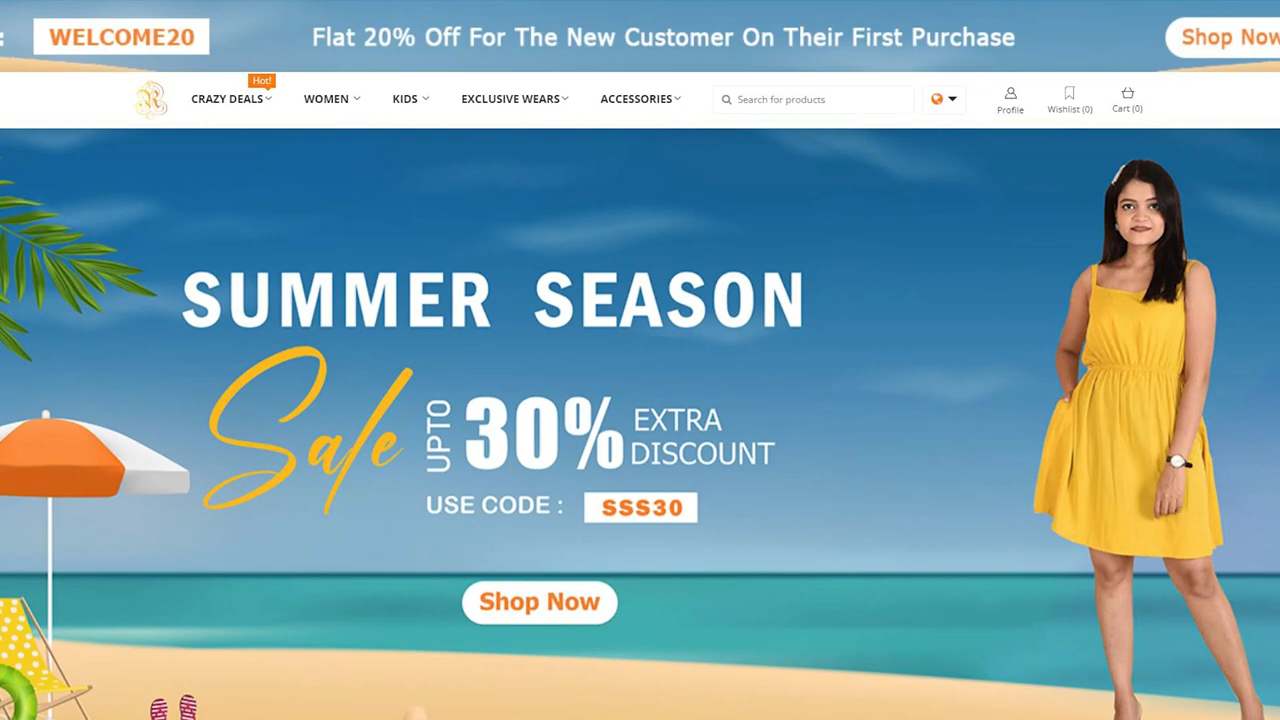 WELCOME20
Flat 20% Off For The New Customer On Their First Purchase
Shop Now
Hot!
CRAZY DEALS
WOMEN
KIDS
EXCLUSIVE WEARS
ACCESSORIES
Search for products
Profile
Wishlist (0)
Cart (0)
SUMMER SEASON
Sale
UPTO
30%
EXTRA
DISCOUNT
USE CODE :
SSS30
Shop Now